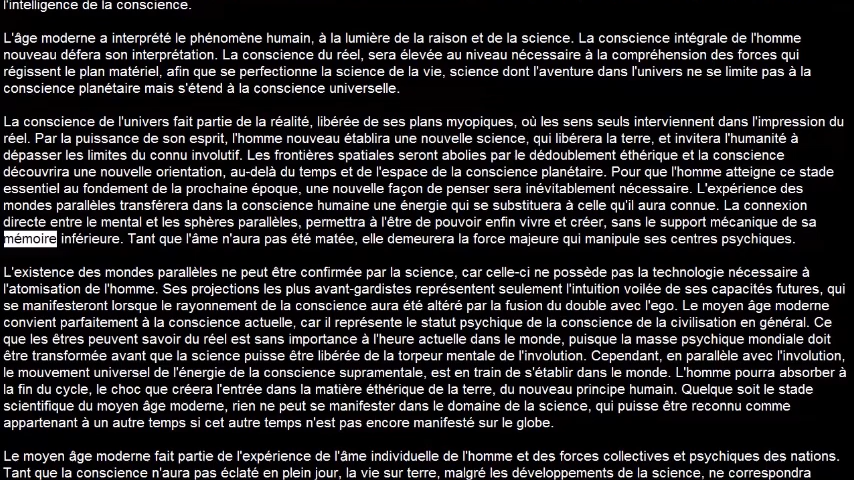 l'intelligence de la conscience.
L'âge moderne a interprété le phénomène humain, à la lumière de la raison et de la science. La conscience intégrale de l'homme
nouveau défera son interprétation. La conscience du réel, sera élevée au niveau nécessaire à la compréhension des forces qui
régissent le plan matériel, afin que se perfectionne la science de la vie, science dont l'aventure dans l'univers ne se limite pas à la
conscience planétaire mais s'étend à la conscience universelle.
La conscience de l'univers fait partie de la réalité, libérée de ses plans myopiques, où les sens seuls interviennent dans l'impression du
réel. Par la puissance de son esprit, l'homme nouveau établira une nouvelle science, qui libérera la terre, et invitera l'humanité à
dépasser les limites du connu involutif. Les frontières spatiales seront abolies par le dédoublement éthérique et la conscience
découvrira une nouvelle orientation, au-delà du temps et de l'espace de la conscience planétaire. Pour que l'homme atteigne ce stade
essentiel au fondement de la prochaine époque, une nouvelle façon de penser sera inévitablement nécessaire. L'expérience des
mondes parallèles transférera dans la conscience humaine une énergie qui se substituera à celle qu'il aura connue. La connexion
directe entre le mental et les sphères parallèles, permettra à l'être de pouvoir enfin vivre et créer, sans le support mécanique de sa
mémoire inférieure. Tant que l'âme n'aura pas été matée, elle demeurera la force majeure qui manipule ses centres psychiques.
L'existence des mondes parallèles ne peut être confirmée par la science, car celle-ci ne possède pas la technologie nécessaire à
l'atomisation de l'homme. Ses projections les plus avant-gardistes représentent seulement l'intuition voilée de ses capacités futures, qui
se manifesteront lorsque le rayonnement de la conscience aura été altéré par la fusion du double avec l'ego. Le moyen âge moderne
convient parfaitement à la conscience actuelle, car il représente le statut psychique de la conscience de la civilisation en général. Ce
que les êtres peuvent savoir du réel est sans importance à l'heure actuelle dans le monde, puisque la masse psychique mondiale doit
être transformée avant que la science puisse être libérée de la torpeur mentale de l'involution. Cependant, en parallèle avec l'involution,
le mouvement universel de l'énergie de la conscience supramentale, est en train de s'établir dans le monde. L'homme pourra absorber à
la fin du cycle, le choc que créera l'entrée dans la matière éthérique de la terre, du nouveau principe humain. Quelque soit le stade
scientifique du moyen âge moderne, rien ne peut se manifester dans le domaine de la science, qui puisse être reconnu comme
appartenant à un autre temps si cet autre temps n'est pas encore manifesté sur le globe.
Le moyen âge moderne fait partie de l'expérience de l'âme individuelle de l'homme et des forces collectives et psychiques des nations.
Tant que la conscience n'aura pas éclaté en plein jour, la vie sur terre, malgré les développements de la science, ne correspondra